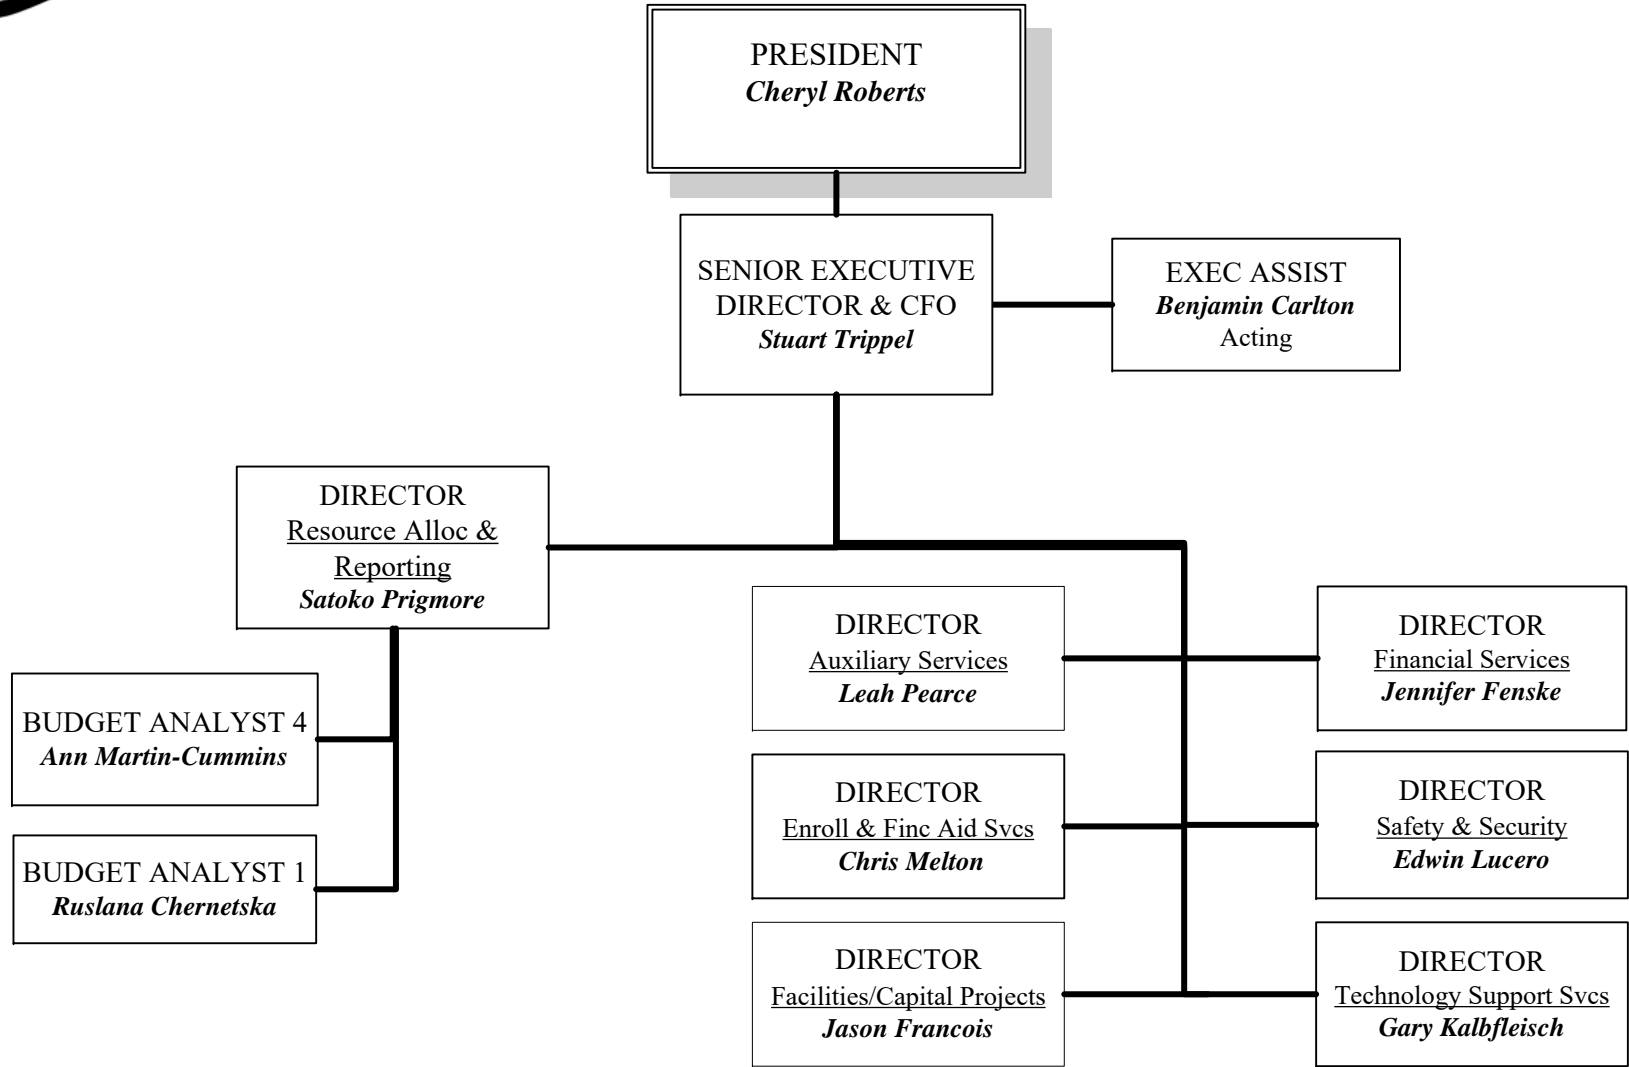 PRESIDENT
Cheryl Roberts
SENIOR EXECUTIVE
DIRECTOR & CFO
Stuart Trippel
EXEC ASSIST
Benjamin Carlton
Acting
DIRECTOR
Resource Alloc &
Reporting
Satoko Prigmore
BUDGET ANALYST 4
Ann Martin-Cummins
BUDGET ANALYST 1
Ruslana Chernetska
DIRECTOR
Auxiliary Services
Leah Pearce
DIRECTOR
Financial Services
Jennifer Fenske
DIRECTOR
Enroll & Finc Aid Svcs
Chris Melton
DIRECTOR
Safety & Security
Edwin Lucero
DIRECTOR
Facilities/Capital Projects
Jason Francois
DIRECTOR
Technology Support Svcs
Gary Kalbfleisch